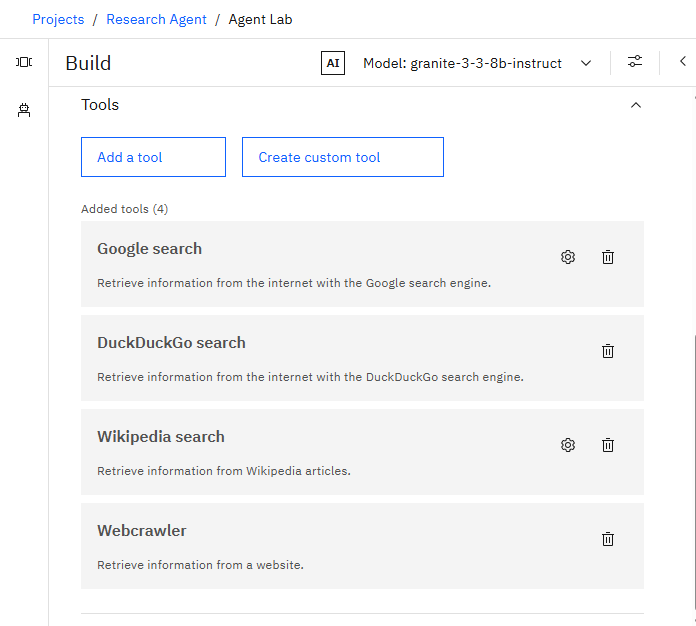 Projects / Research Agent / Agent Lab
Build
AI
Model: granite-3-3-8b-instruct
Tools
Add a tool
Create custom tool
Added tools (4)
Google search
Retrieve information from the internet with the Google search engine.
DuckDuckGo search
Retrieve information from the internet with the DuckDuckGo search engine.
Wikipedia search
Retrieve information from Wikipedia articles.
Webcrawler
Retrieve information from a website.